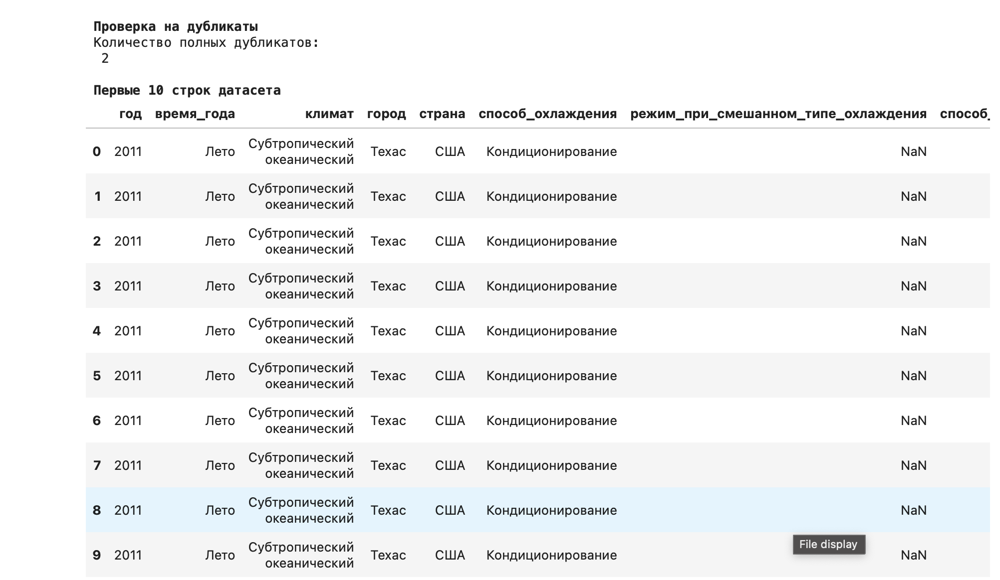 Проверка на дубликаты
Количество полных дубликатов:
2
Первые 10 строк датасета
год время_года климат город страна способ_охлаждения режим_при_смешанном_типе_охлаждения способ_
0 2011 Лето Субтропический океанический Техас США Кондиционирование NaN
1 2011 Лето Субтропический океанический Техас США Кондиционирование NaN
2 2011 Лето Субтропический океанический Техас США Кондиционирование NaN
3 2011 Лето Субтропический океанический Техас США Кондиционирование NaN
4 2011 Лето Субтропический океанический Техас США Кондиционирование NaN
5 2011 Лето Субтропический океанический Техас США Кондиционирование NaN
6 2011 Лето Субтропический океанический Техас США Кондиционирование NaN
7 2011 Лето Субтропический океанический Техас США Кондиционирование NaN
8 2011 Лето Субтропический океанический Техас США Кондиционирование NaN
File display
9 2011 Лето Субтропический океанический Техас США Кондиционирование NaN